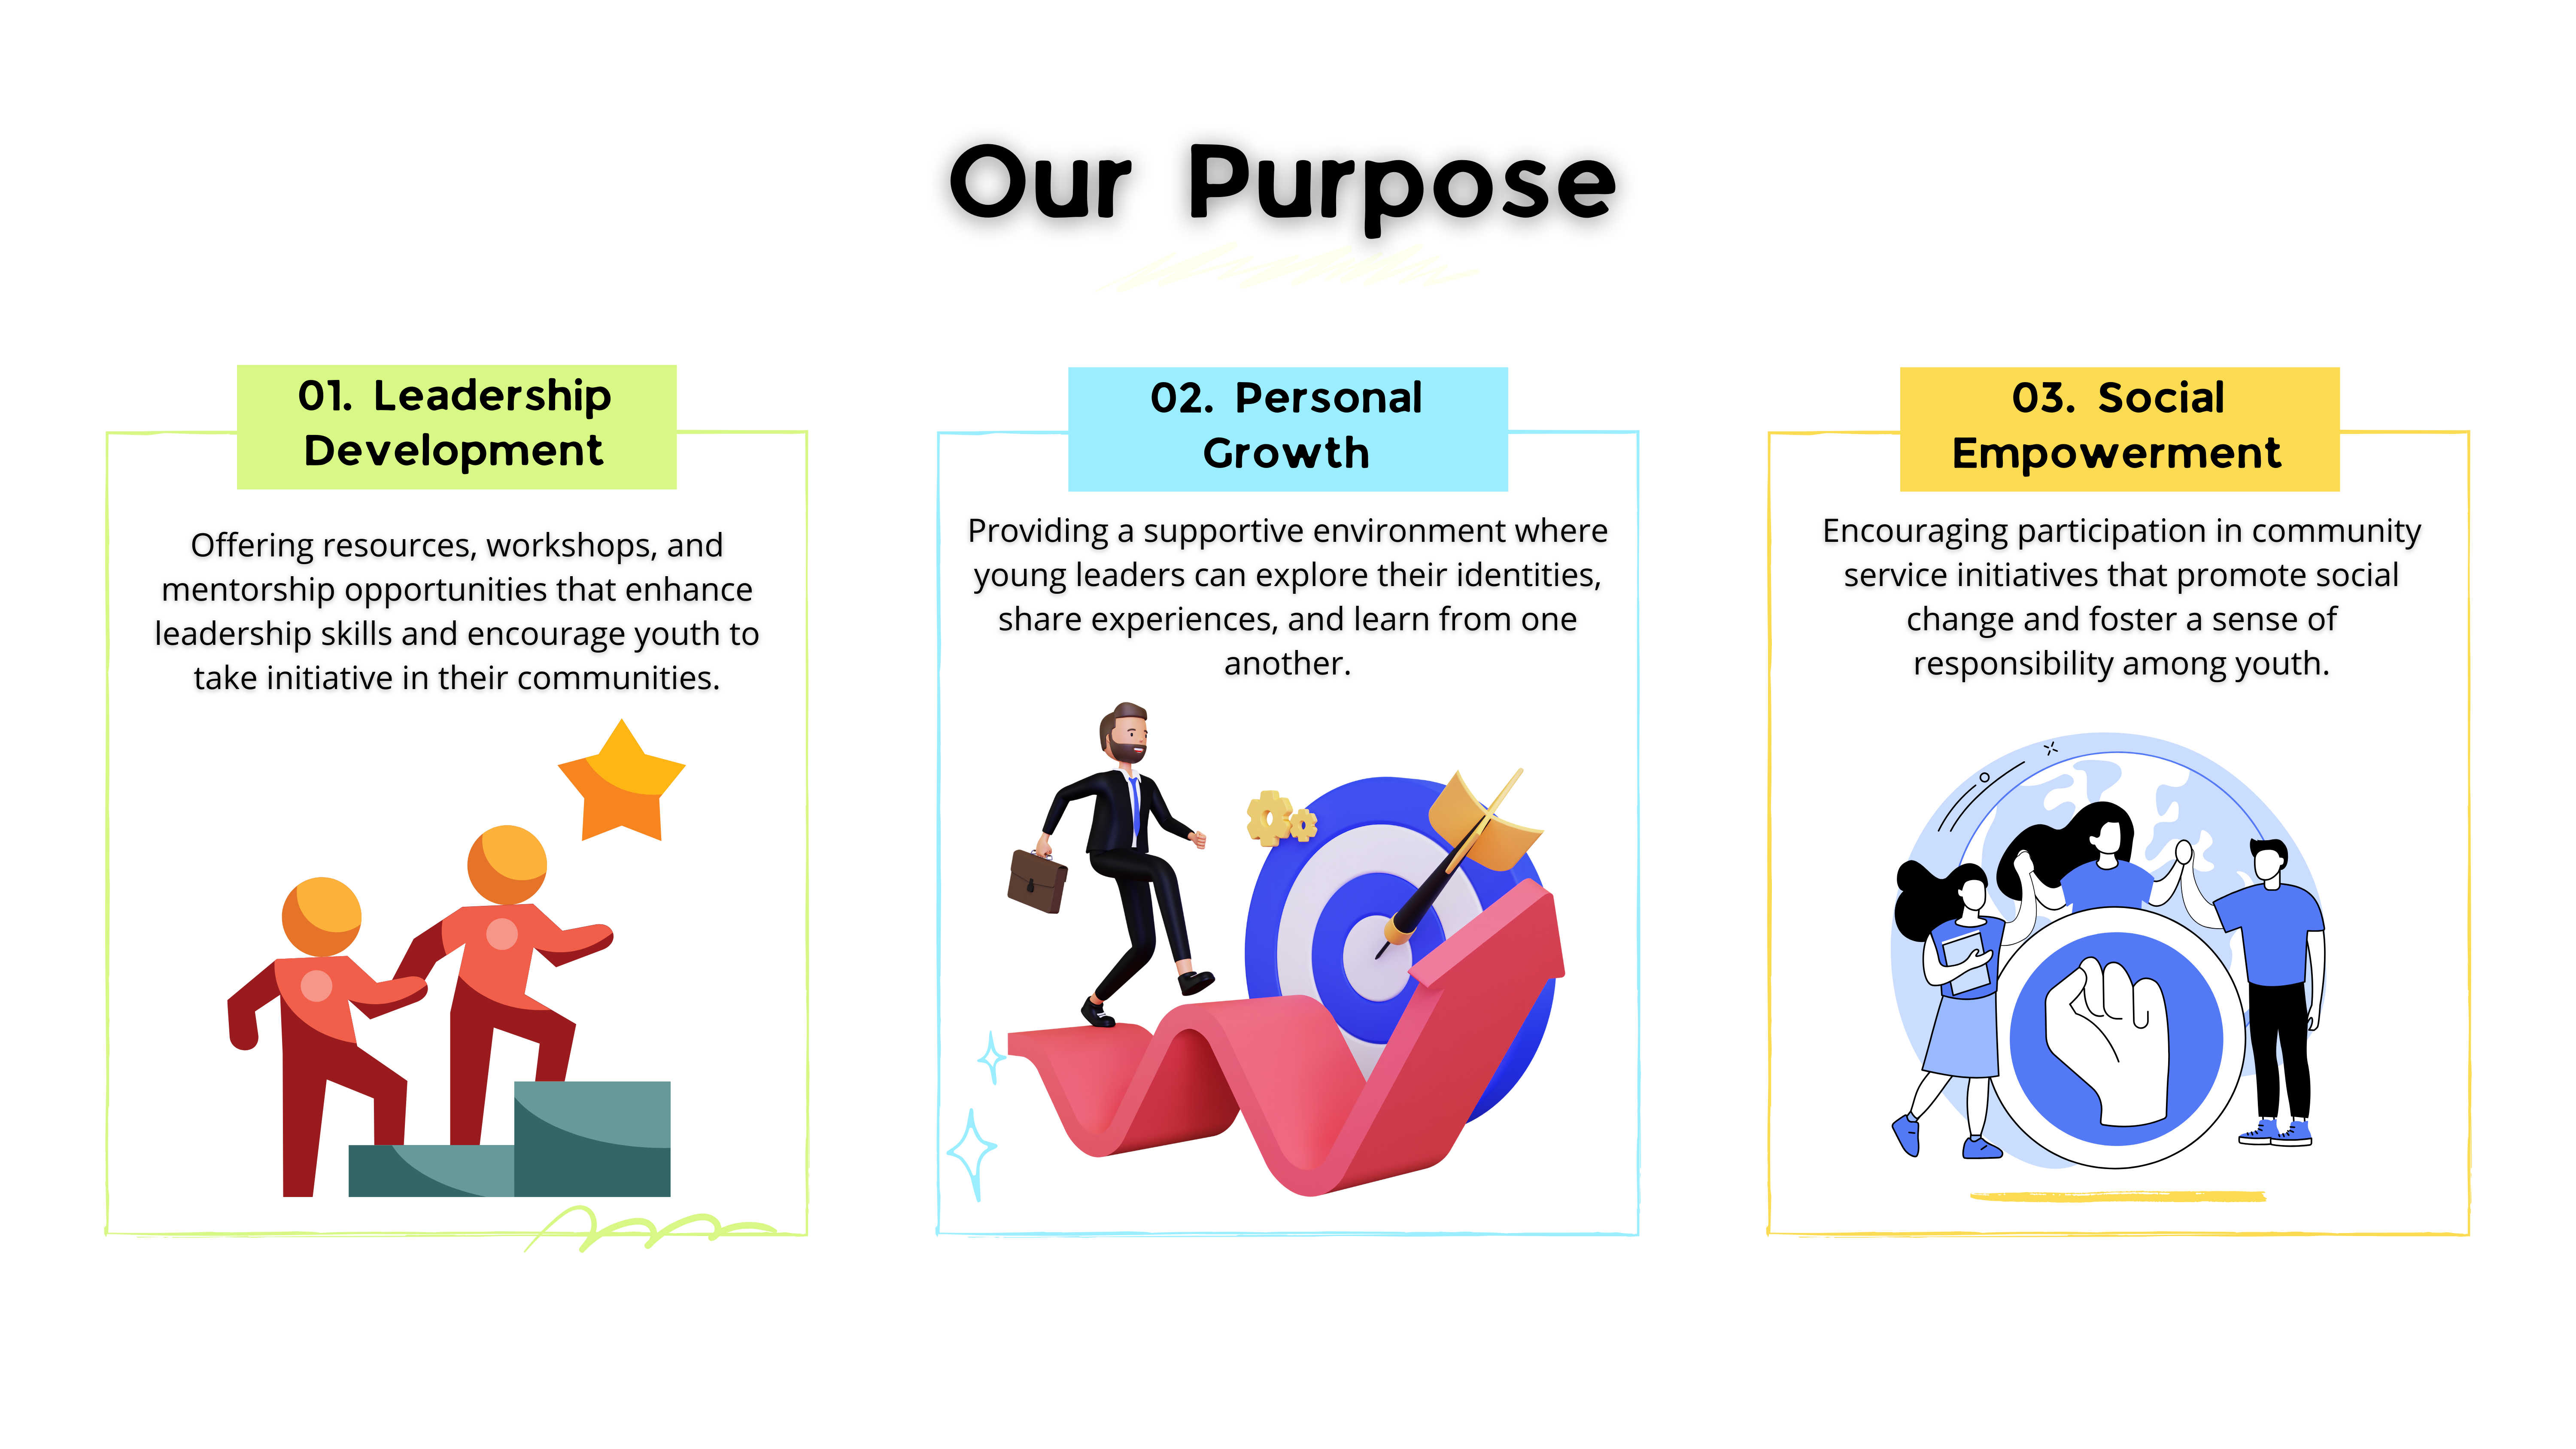 Our Purpose
01. Leadership
Development
Offering resources, workshops, and
mentorship opportunities that enhance
leadership skills and encourage youth to
take initiative in their communities.
02. Personal
Growth
Providing a supportive environment where
young leaders can explore their identities,
share experiences, and learn from one
another.
03. Social
Empowerment
Encouraging participation in community
service initiatives that promote social
change and foster a sense of
responsibility among youth.